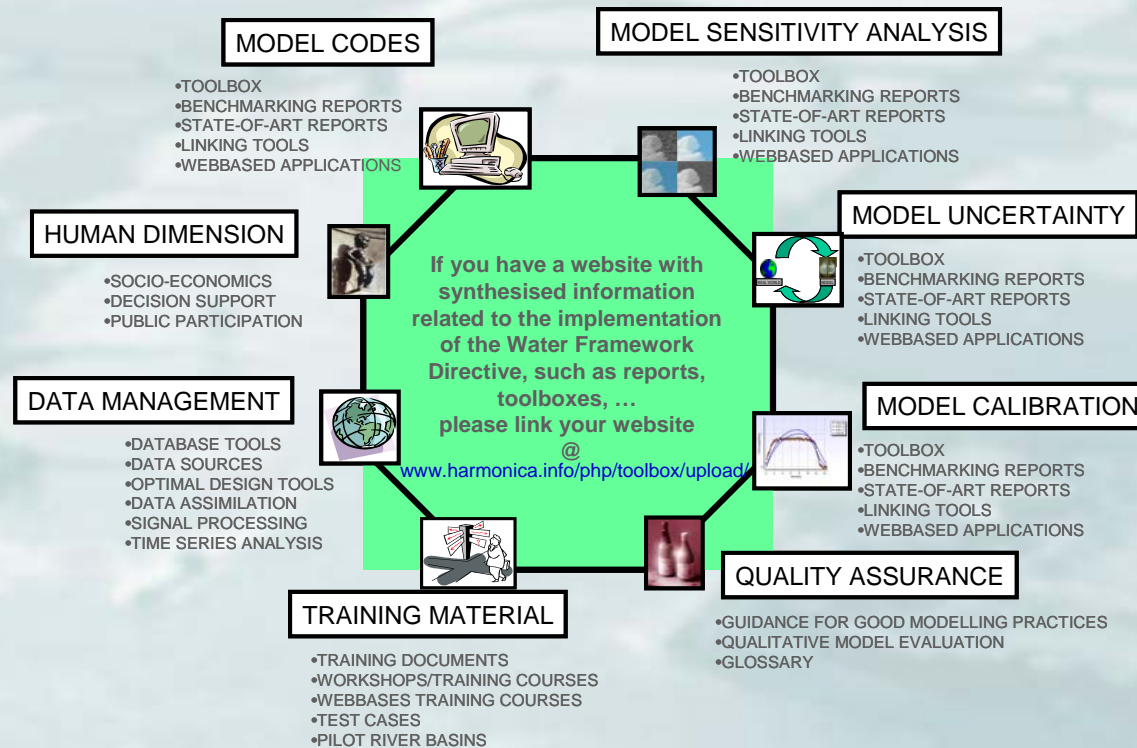 MODEL CODES
•TOOLBOX
•BENCHMARKING REPORTS
•STATE-OF-ART REPORTS
•LINKING TOOLS
•WEBBASED APPLICATIONS
MODEL SENSITIVITY ANALYSIS
•TOOLBOX
•BENCHMARKING REPORTS
•STATE-OF-ART REPORTS
•LINKING TOOLS
•WEBBASED APPLICATIONS
HUMAN DIMENSION
•SOCIO-ECONOMICS
•DECISION SUPPORT
•PUBLIC PARTICIPATION
If you have a website with
synthesised information
related to the implementation
of the Water Framework
Directive, such as reports,
toolboxes, …
please link your website
@
www.harmonica.info/php/toolbox/upload/
MODEL UNCERTAINTY
•TOOLBOX
•BENCHMARKING REPORTS
•STATE-OF-ART REPORTS
•LINKING TOOLS
•WEBBASED APPLICATIONS
REAL WORLD
DATA MANAGEMENT
•DATABASE TOOLS
•DATA SOURCES
•OPTIMAL DESIGN TOOLS
•DATA ASSIMILATION
•SIGNAL PROCESSING
•TIME SERIES ANALYSIS
MODEL CALIBRATION
•TOOLBOX
•BENCHMARKING REPORTS
•STATE-OF-ART REPORTS
•LINKING TOOLS
•WEBBASED APPLICATIONS
TRAINING MATERIAL
•TRAINING DOCUMENTS
•WORKSHOPS/TRAINING COURSES
•WEBBASES TRAINING COURSES
•TEST CASES
•PILOT RIVER BASINS
QUALITY ASSURANCE
•GUIDANCE FOR GOOD MODELLING PRACTICES
•QUALITATIVE MODEL EVALUATION
•GLOSSARY